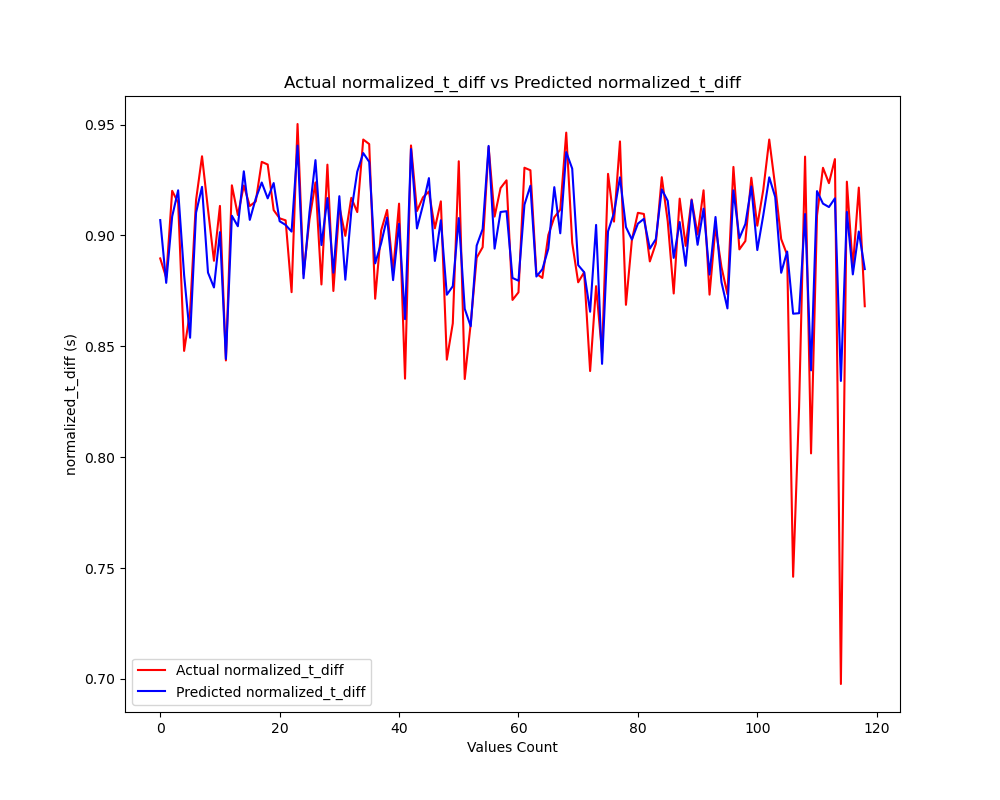 Actual normalized_t_diff vs Predicted normalized_t_diff
normalized_t_diff (s)
0.95
0.90
0.85
0.80
0.75
0.70
Actual normalized_t_diff
Predicted normalized_t_diff
0 20 40 60 80 100 120
Values Count